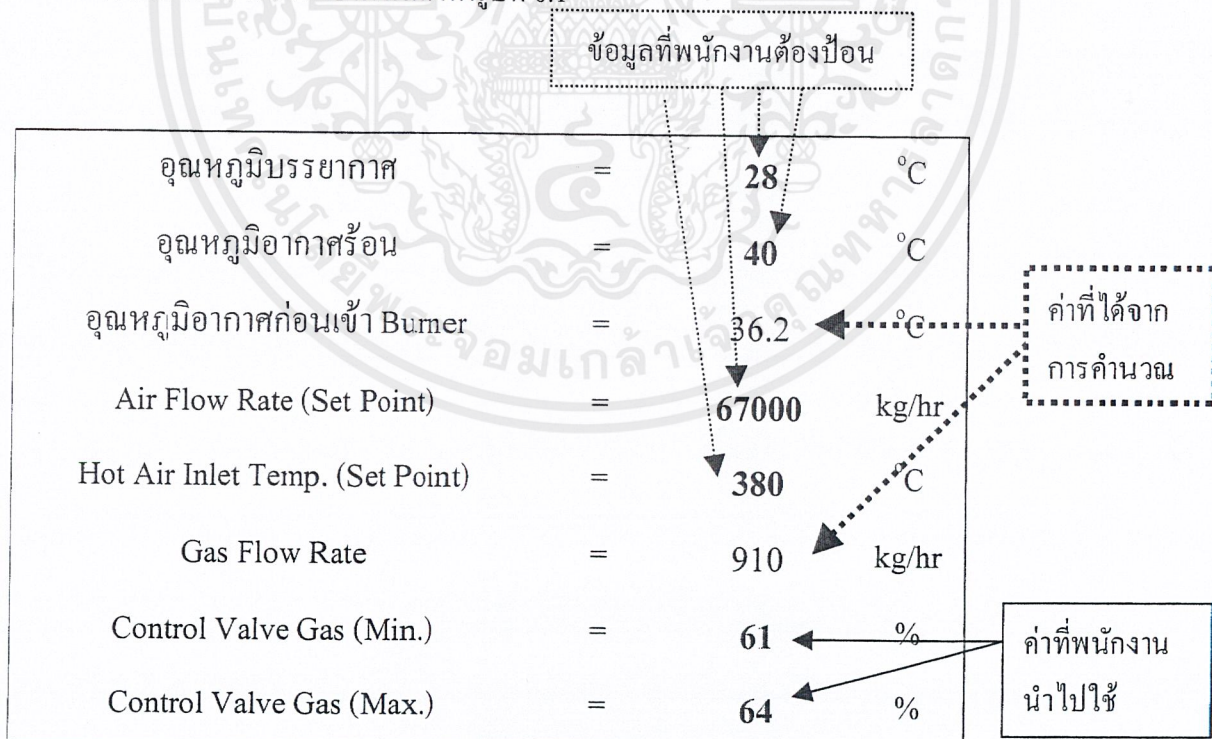 ข้อมูลที่พนักงานต้องป้อน
อุณหภูมิบรรยากาศ = 28 °C
อุณหภูมิอากาศร้อน = 40 °C
อุณหภูมิอากาศก่อนเข้า Burner = 36.2 °C
ค่าที่ได้จาก
การคำนวณ
Air Flow Rate (Set Point) = 67000 kg/hr
Hot Air Inlet Temp. (Set Point) = 380 °C
Gas Flow Rate = 910 kg/hr
Control Valve Gas (Min.) = 61 %
Control Valve Gas (Max.) = 64 %
ค่าที่พนักงาน
นำไปใช้